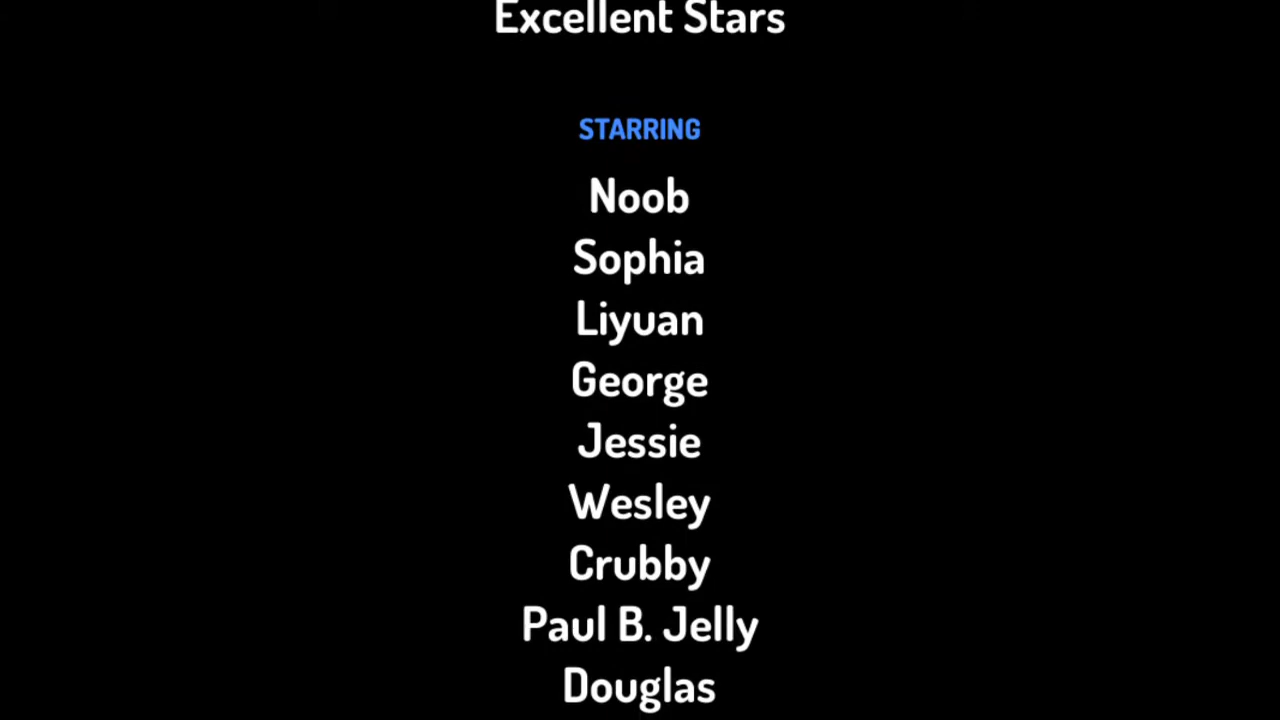 Excellent Stars
STARRING
Noob
Sophia
Liyuan
George
Jessie
Wesley
Crubby
Paul B. Jelly
Douglas